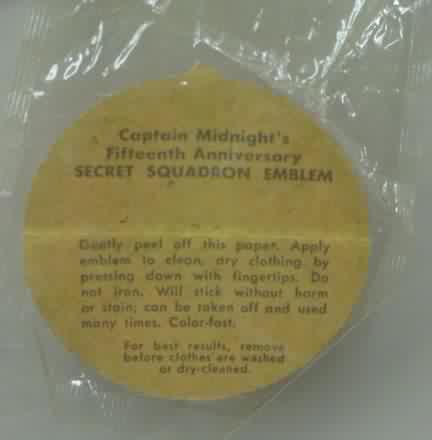 Captain Midnight's
Fifteenth Anniversary
SECRET SQUADRON EMBLEM
Gently peel off this paper. Apply
emblem to clean, dry clothing by
pressing down with fingertips. Do
not iron. Will stick without harm
or stain; can be taken off and used
many times. Color-fast.
For best results, remove
before clothes are washed
or dry-cleaned.